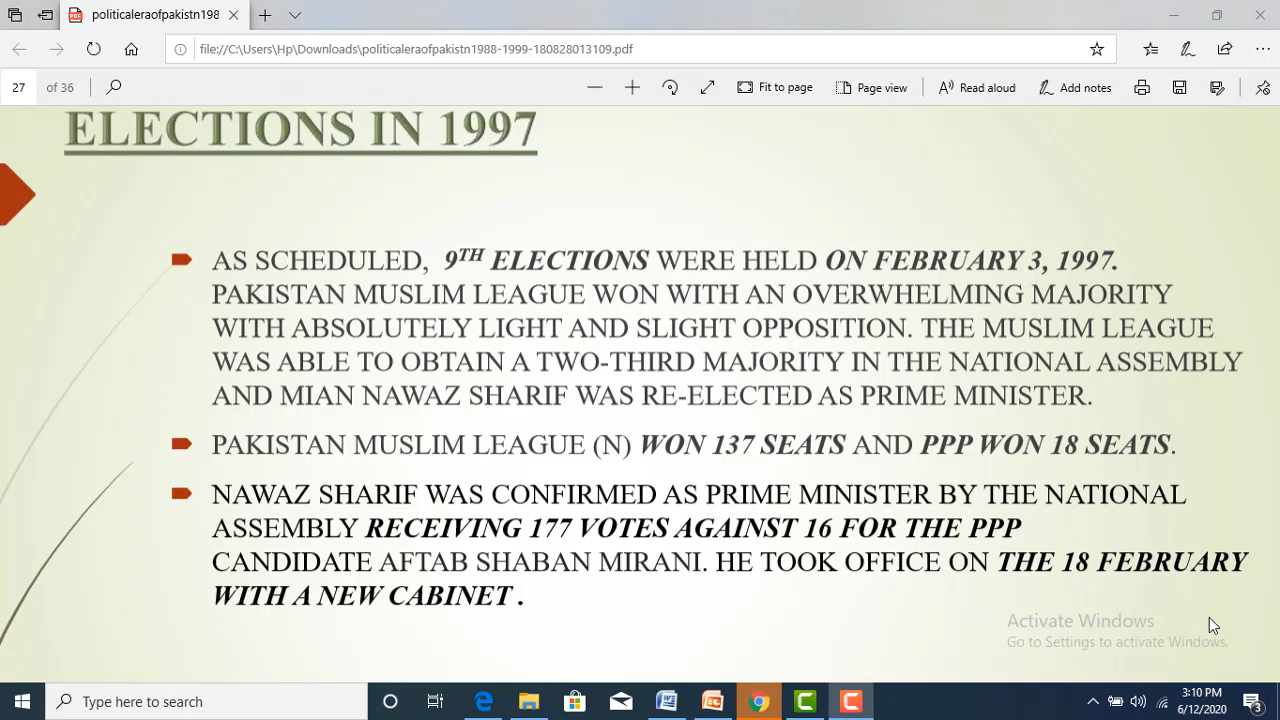 politicaleraofpakistn198
file://C:\Users\Hp\Downloads\politicaleraofpakistn1988-1999-180828013109.pdf
27 of 36 Fit to page Page view Read aloud Add notes
ELECTIONS IN 1997
AS SCHEDULED, 9TH ELECTIONS WERE HELD ON FEBRUARY 3, 1997.
PAKISTAN MUSLIM LEAGUE WON WITH AN OVERWHELMING MAJORITY
WITH ABSOLUTELY LIGHT AND SLIGHT OPPOSITION. THE MUSLIM LEAGUE
WAS ABLE TO OBTAIN A TWO-THIRD MAJORITY IN THE NATIONAL ASSEMBLY
AND MIAN NAWAZ SHARIF WAS RE-ELECTED AS PRIME MINISTER.
PAKISTAN MUSLIM LEAGUE (N) WON 137 SEATS AND PPP WON 18 SEATS.
NAWAZ SHARIF WAS CONFIRMED AS PRIME MINISTER BY THE NATIONAL
ASSEMBLY RECEIVING 177 VOTES AGAINST 16 FOR THE PPP
CANDIDATE AFTAB SHABAN MIRANI. HE TOOK OFFICE ON THE 18 FEBRUARY
WITH A NEW CABINET .
Activate Windows
Go to Settings to activate Windows.
Type here to search
3:10 PM
6/12/2020
3